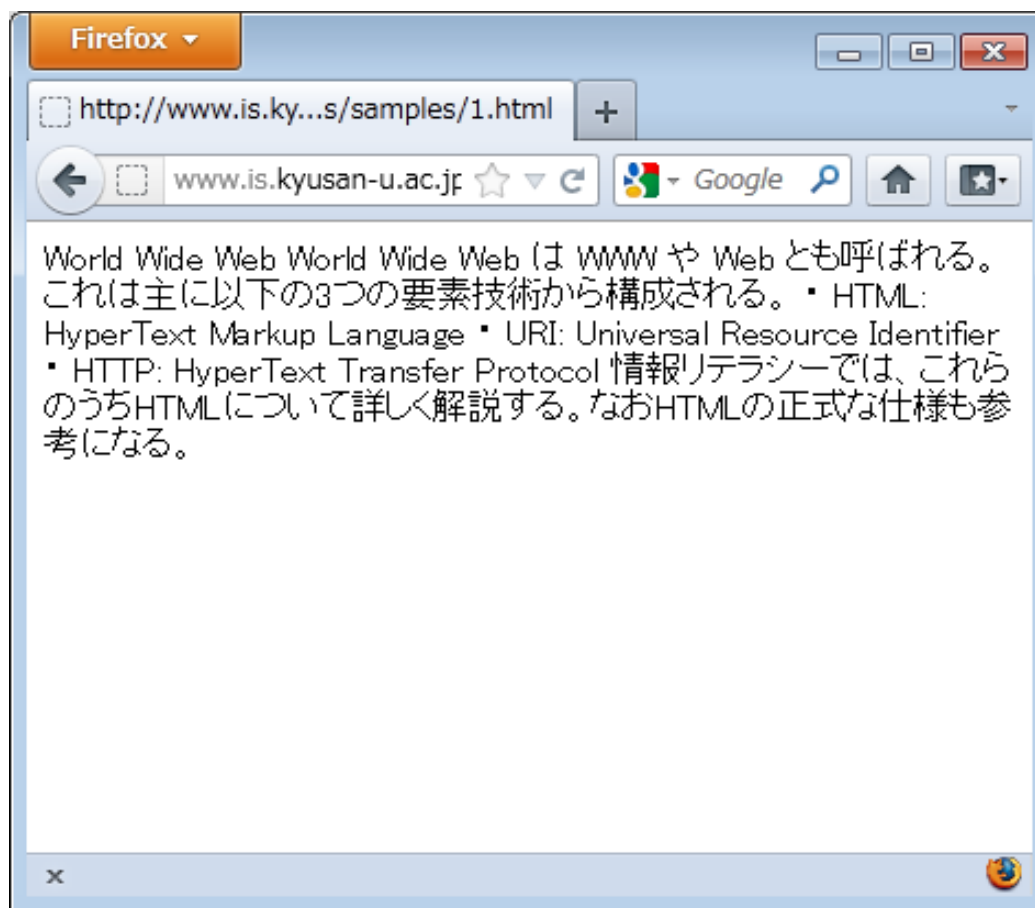 Firefox
http://www.is.ky...s/samples/1.html
www.is.kyusan-u.ac.jp
Google
World Wide Web World Wide Web は WWW や Web とも呼ばれる。
これは主に以下の3つの要素技術から構成される。・HTML:
HyperText Markup Language ・URI: Universal Resource Identifier
・HTTP: HyperText Transfer Protocol 情報リテラシーでは、これら
のうちHTMLについて詳しく解説する。なおHTMLの正式な仕様も参
考になる。